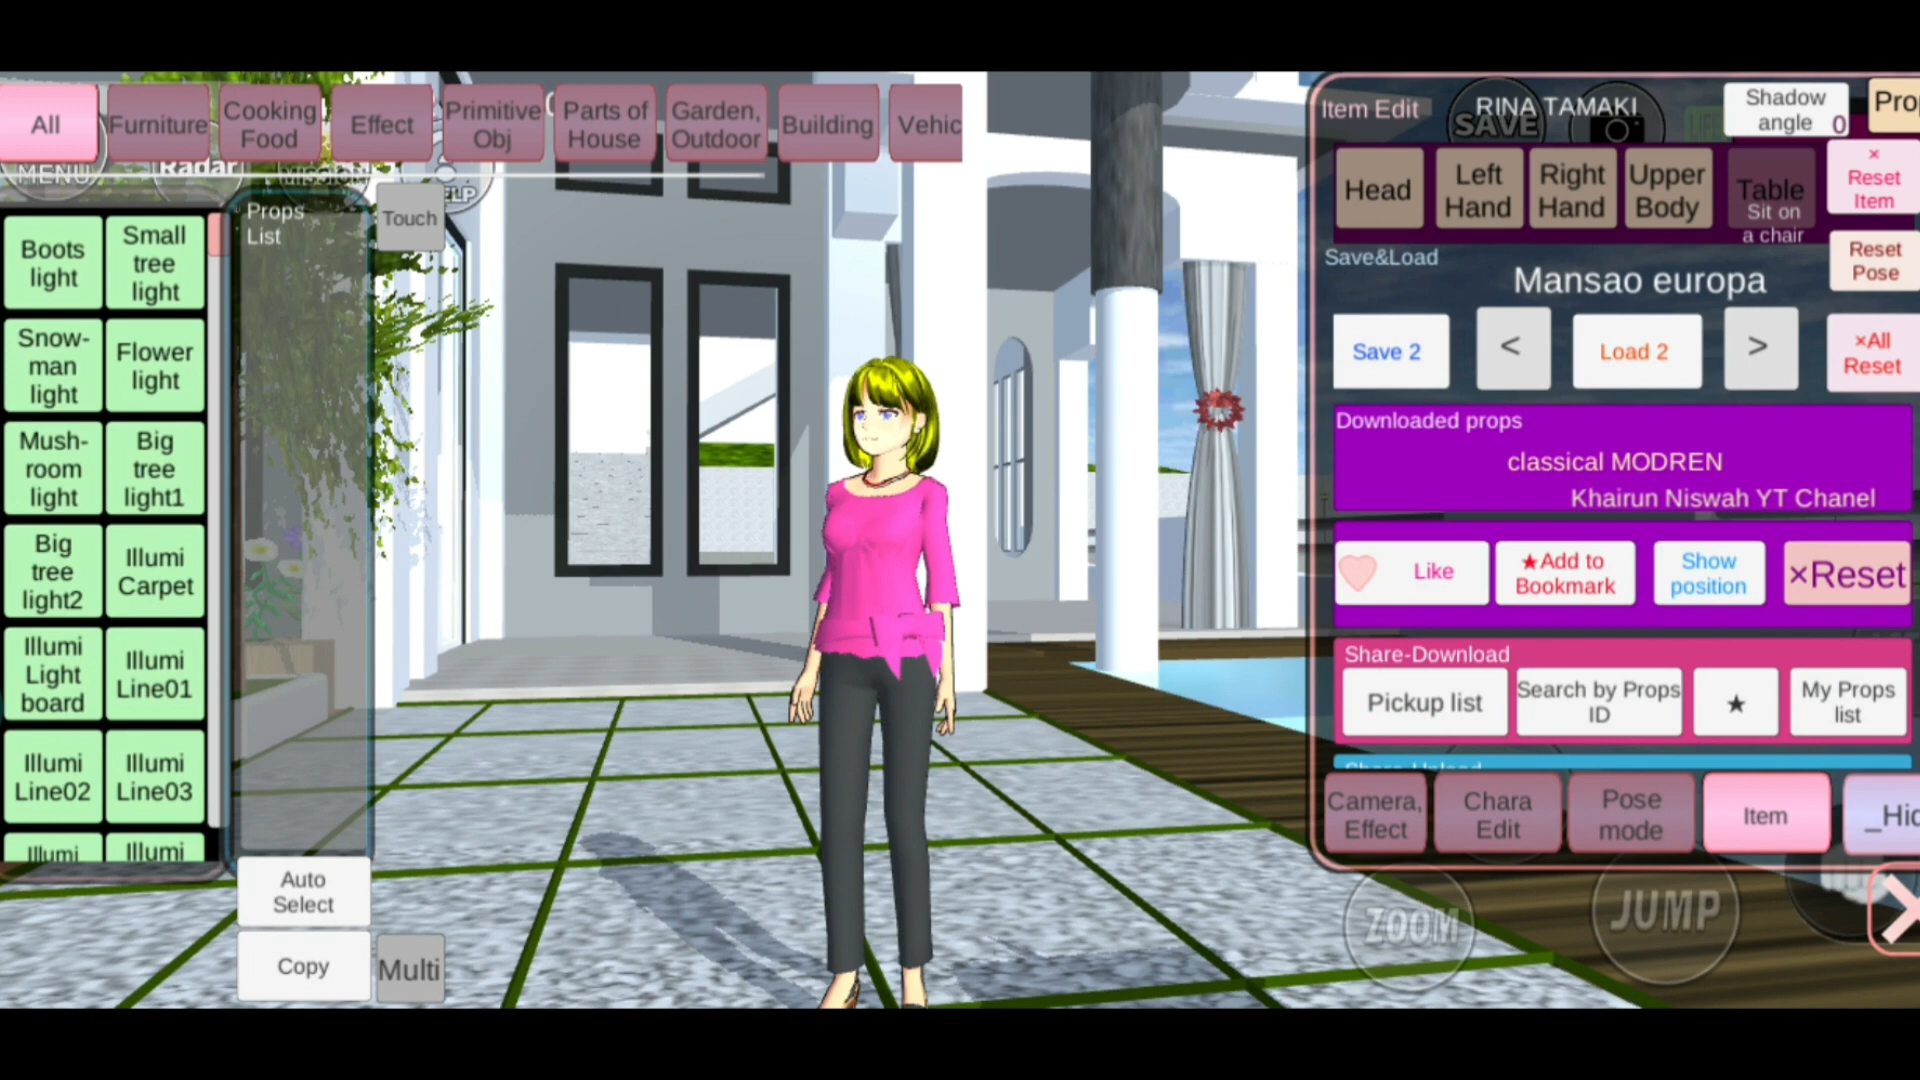 All
Furniture
Cooking
Food
Effect
Primitive
Obj
Parts of
House
Garden,
Outdoor
Building
Vehic
MENU
Radar
Props
List
Touch
Boots
light
Small
tree
light
Snow-
man
light
Flower
light
Mush-
room
light
Big
tree
light1
Big
tree
light2
Illumi
Carpet
Illumi
Light
board
Illumi
Line01
Illumi
Line02
Illumi
Line03
Illumi
Illumi
Auto
Select
Copy
Multi
Item Edit
RINA TAMAKI
SAVE
Shadow
angle 0
Pro
Head
Left
Hand
Right
Hand
Upper
Body
Table
Sit on
a chair
×
Reset
Item
Reset
Pose
Save&Load
Mansao europa
Save 2
<
Load 2
>
×All
Reset
Downloaded props
classical MODREN
Khairun Niswah YT Chanel
Like
★Add to
Bookmark
Show
position
×Reset
Share-Download
Pickup list
Search by Props
ID
★
My Props
list
Camera,
Effect
Chara
Edit
Pose
mode
Item
_Hid
ZOOM
JUMP